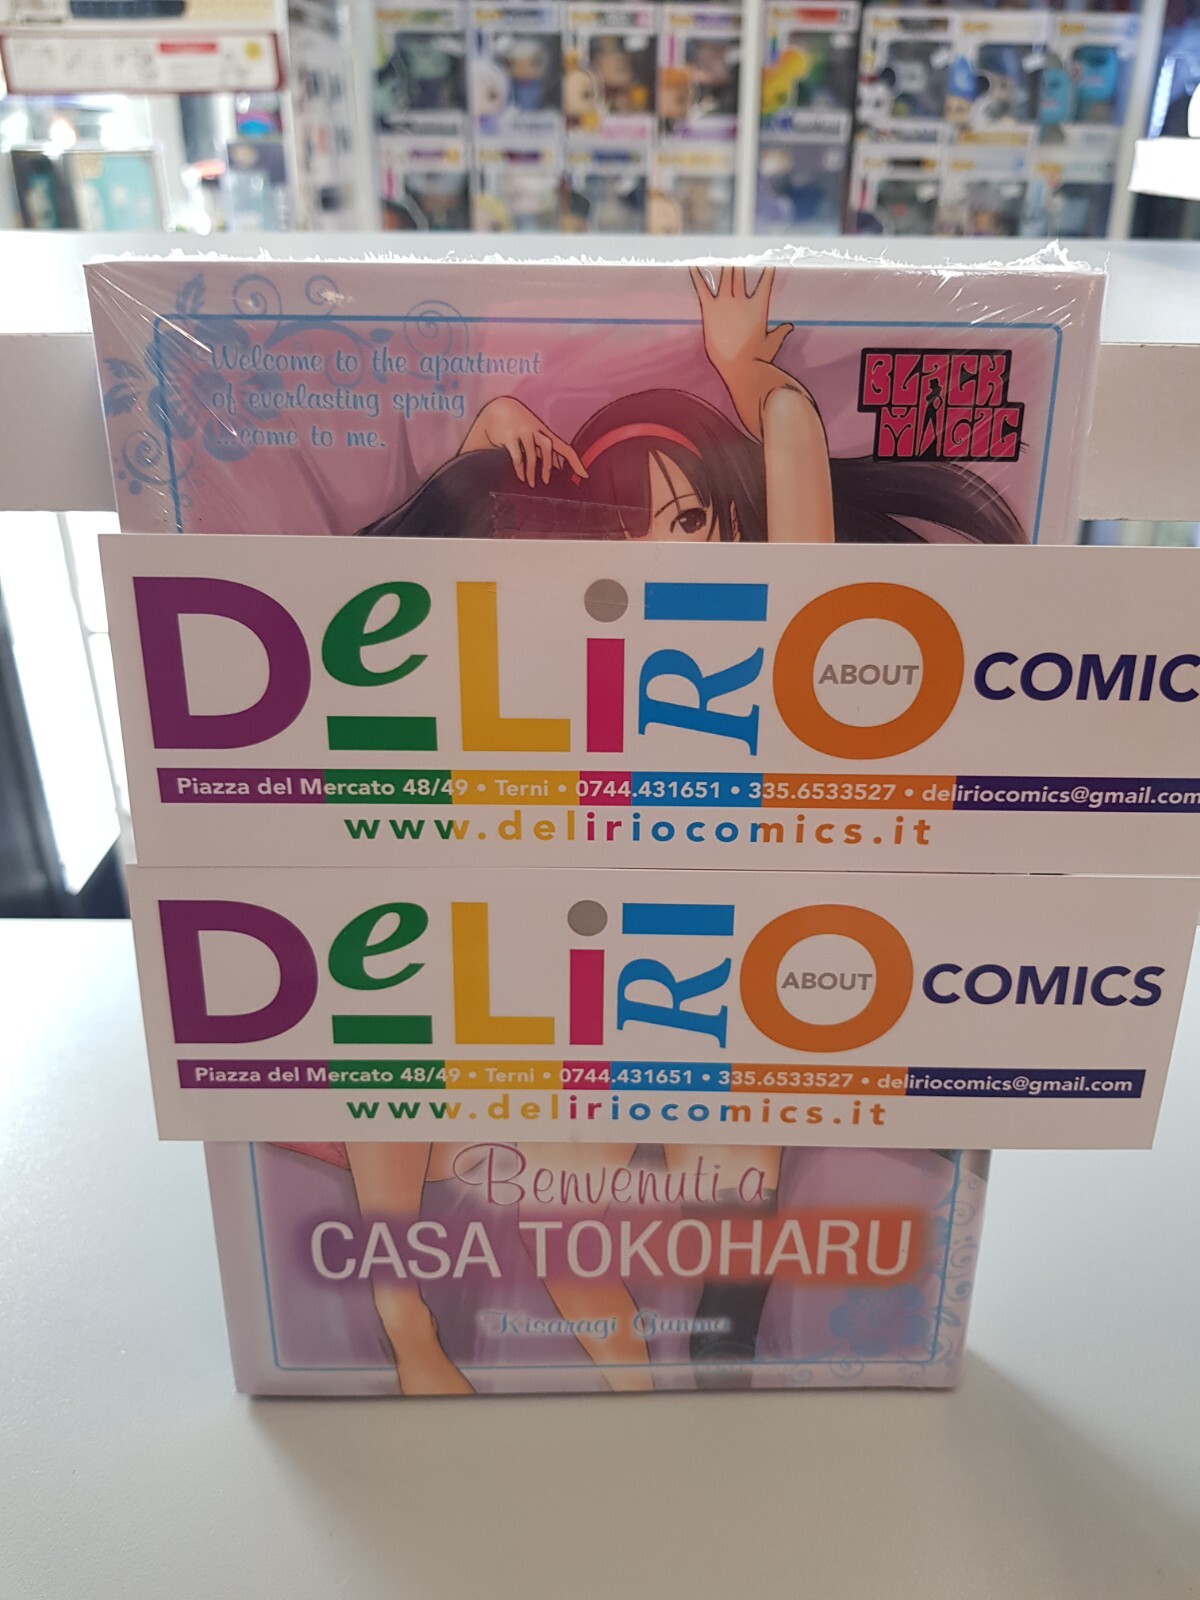 Welcome to the apartment
of everlasting spring
...come to me.
BLACK
MAGIC
DeLiRIO ABOUT COMIC
Piazza del Mercato 48/49 • Terni • 0744.431651 • 335.6533527 • deliriocomics@gmail.com
www.deliriocomics.it
DeLiRIO ABOUT COMICS
Piazza del Mercato 48/49 • Terni • 0744.431651 • 335.6533527 • deliriocomics@gmail.com
www.deliriocomics.it
Benvenuti a
CASA TOKOHARU
Kisaragi Gunma